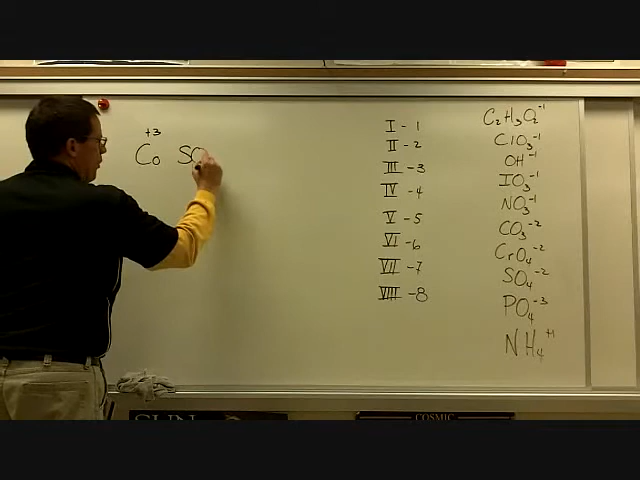 +3
Co SO
I - 1
II - 2
III - 3
IV - 4
V - 5
VI - 6
VII - 7
VIII - 8
C₂H₃O₂⁻¹
ClO₃⁻¹
OH⁻¹
IO₃⁻¹
NO₃⁻¹
CO₃⁻²
CrO₄⁻²
SO₄⁻²
PO₄⁻³
NH₄⁺¹
SUN
COSMIC